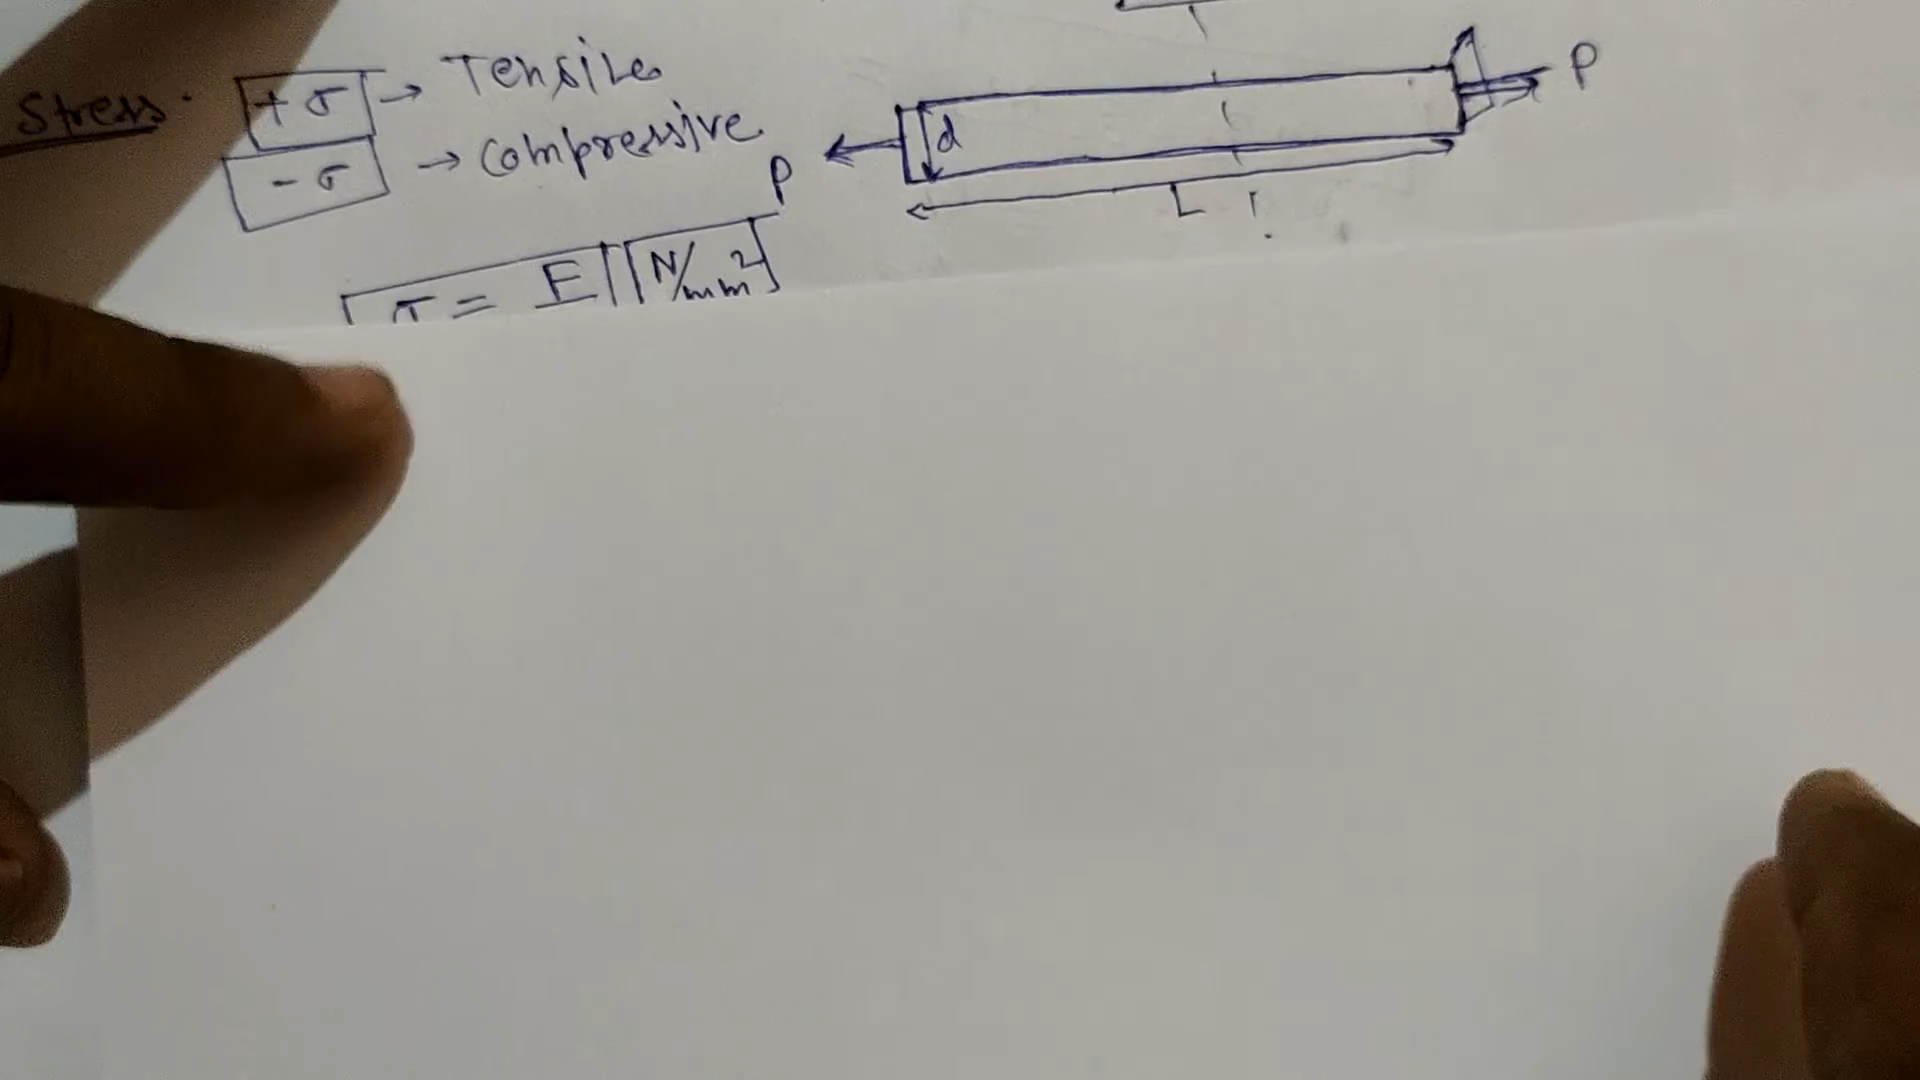 Stress. +σ → Tensile
-σ → Compressive
σ = F N/mm²
P
d
P
L